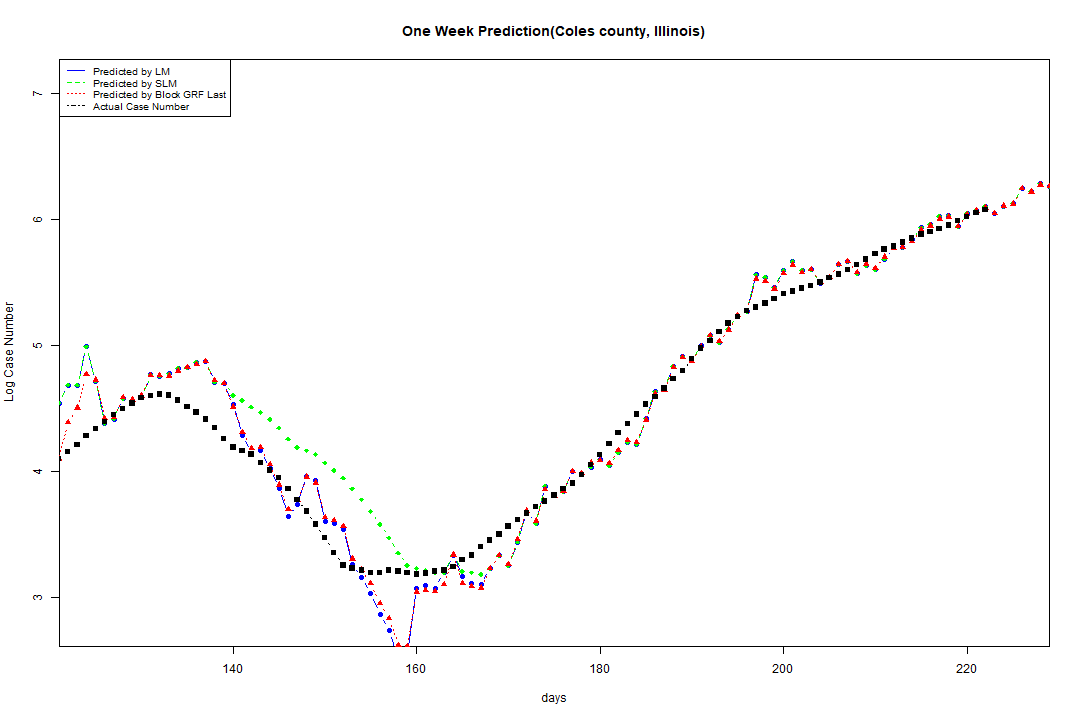 One Week Prediction(Coles county, Illinois)
Predicted by LM
Predicted by SLM
Predicted by Block GRF Last
Actual Case Number
7
6
5
4
3
Log Case Number
140 160 180 200 220
days